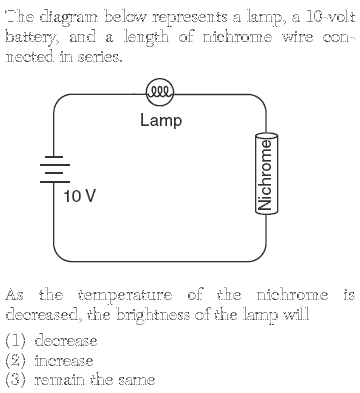 The diagram below represents a lamp, a 10-volt
battery, and a length of nichrome wire con-
nected in series.
Lamp
10 V
Nichrome
As the temperature of the nichrome is
decreased, the brightness of the lamp will
(1) decrease
(2) increase
(3) remain the same